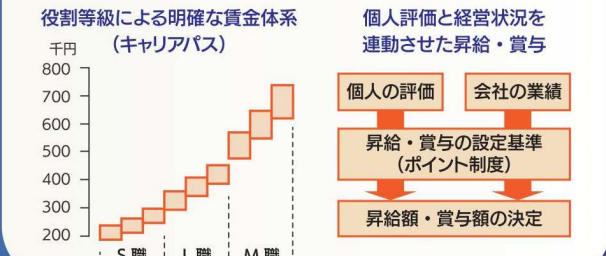 役割等級による明確な賃金体系
（キャリアパス）
千円
800
700
600
500
400
300
200
S 職
L 職
M 職
個人評価と経営状況を
連動させた昇給・賞与
個人の評価
会社の業績
昇給・賞与の設定基準
（ポイント制度）
昇給額・賞与額の決定